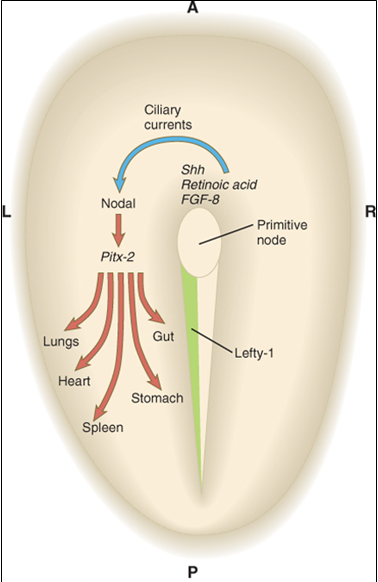 A
Ciliary
currents
Shh
Retinoic acid
FGF-8
Nodal
L
R
Primitive
node
Pitx-2
Lungs
Gut
Lefty-1
Heart
Stomach
Spleen
P